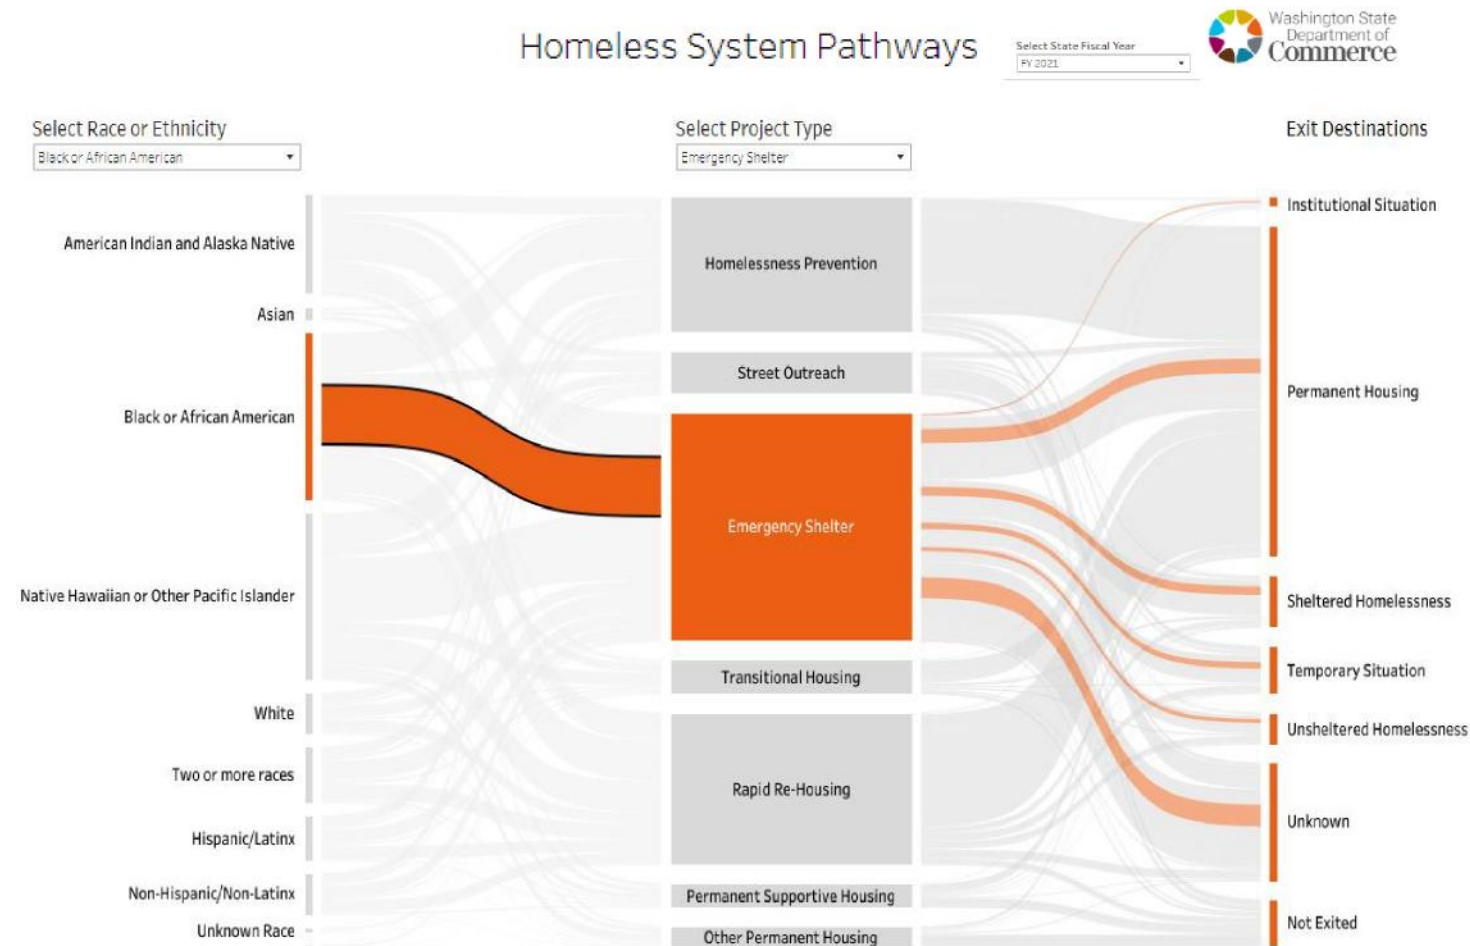 Homeless System Pathways
Select State Fiscal Year
FY 2021
Washington State
Department of
Commerce
Select Race or Ethnicity
Black or African American
Select Project Type
Emergency Shelter
Exit Destinations
American Indian and Alaska Native
Asian
Black or African American
Native Hawaiian or Other Pacific Islander
White
Two or more races
Hispanic/Latinx
Non-Hispanic/Non-Latinx
Unknown Race
Homelessness Prevention
Street Outreach
Emergency Shelter
Transitional Housing
Rapid Re-Housing
Permanent Supportive Housing
Other Permanent Housing
Institutional Situation
Permanent Housing
Sheltered Homelessness
Temporary Situation
Unsheltered Homelessness
Unknown
Not Exited